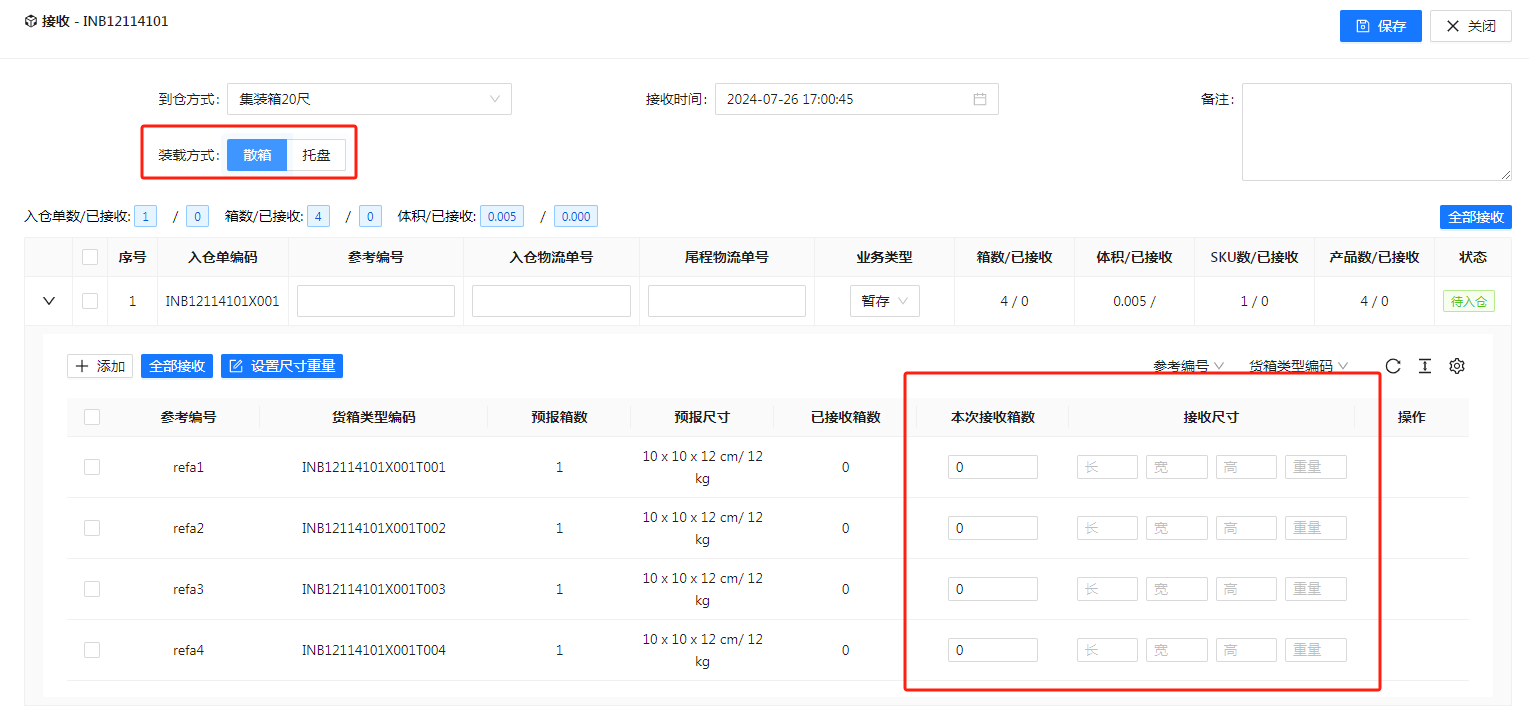 接收 - INB12114101
保存
关闭
到仓方式: 集装箱20尺
接收时间: 2024-07-26 17:00:45
备注:
装载方式: 散箱 托盘
入仓单数/已接收: 1 / 0 箱数/已接收: 4 / 0 体积/已接收: 0.005 / 0.000
全部接收
序号 入仓单编码 参考编号 入仓物流单号 尾程物流单号 业务类型 箱数/已接收 体积/已接收 SKU数/已接收 产品数/已接收 状态
1 INB12114101X001 暂存 4 / 0 0.005 / 1 / 0 4 / 0 待入仓
添加 全部接收 设置尺寸重量 参考编号 货箱类型编码
参考编号 货箱类型编码 预报箱数 预报尺寸 已接收箱数 本次接收箱数 接收尺寸 操作
refa1 INB12114101X001T001 1 10 x 10 x 12 cm/ 12 kg 0 0 长 宽 高 重量
refa2 INB12114101X001T002 1 10 x 10 x 12 cm/ 12 kg 0 0 长 宽 高 重量
refa3 INB12114101X001T003 1 10 x 10 x 12 cm/ 12 kg 0 0 长 宽 高 重量
refa4 INB12114101X001T004 1 10 x 10 x 12 cm/ 12 kg 0 0 长 宽 高 重量